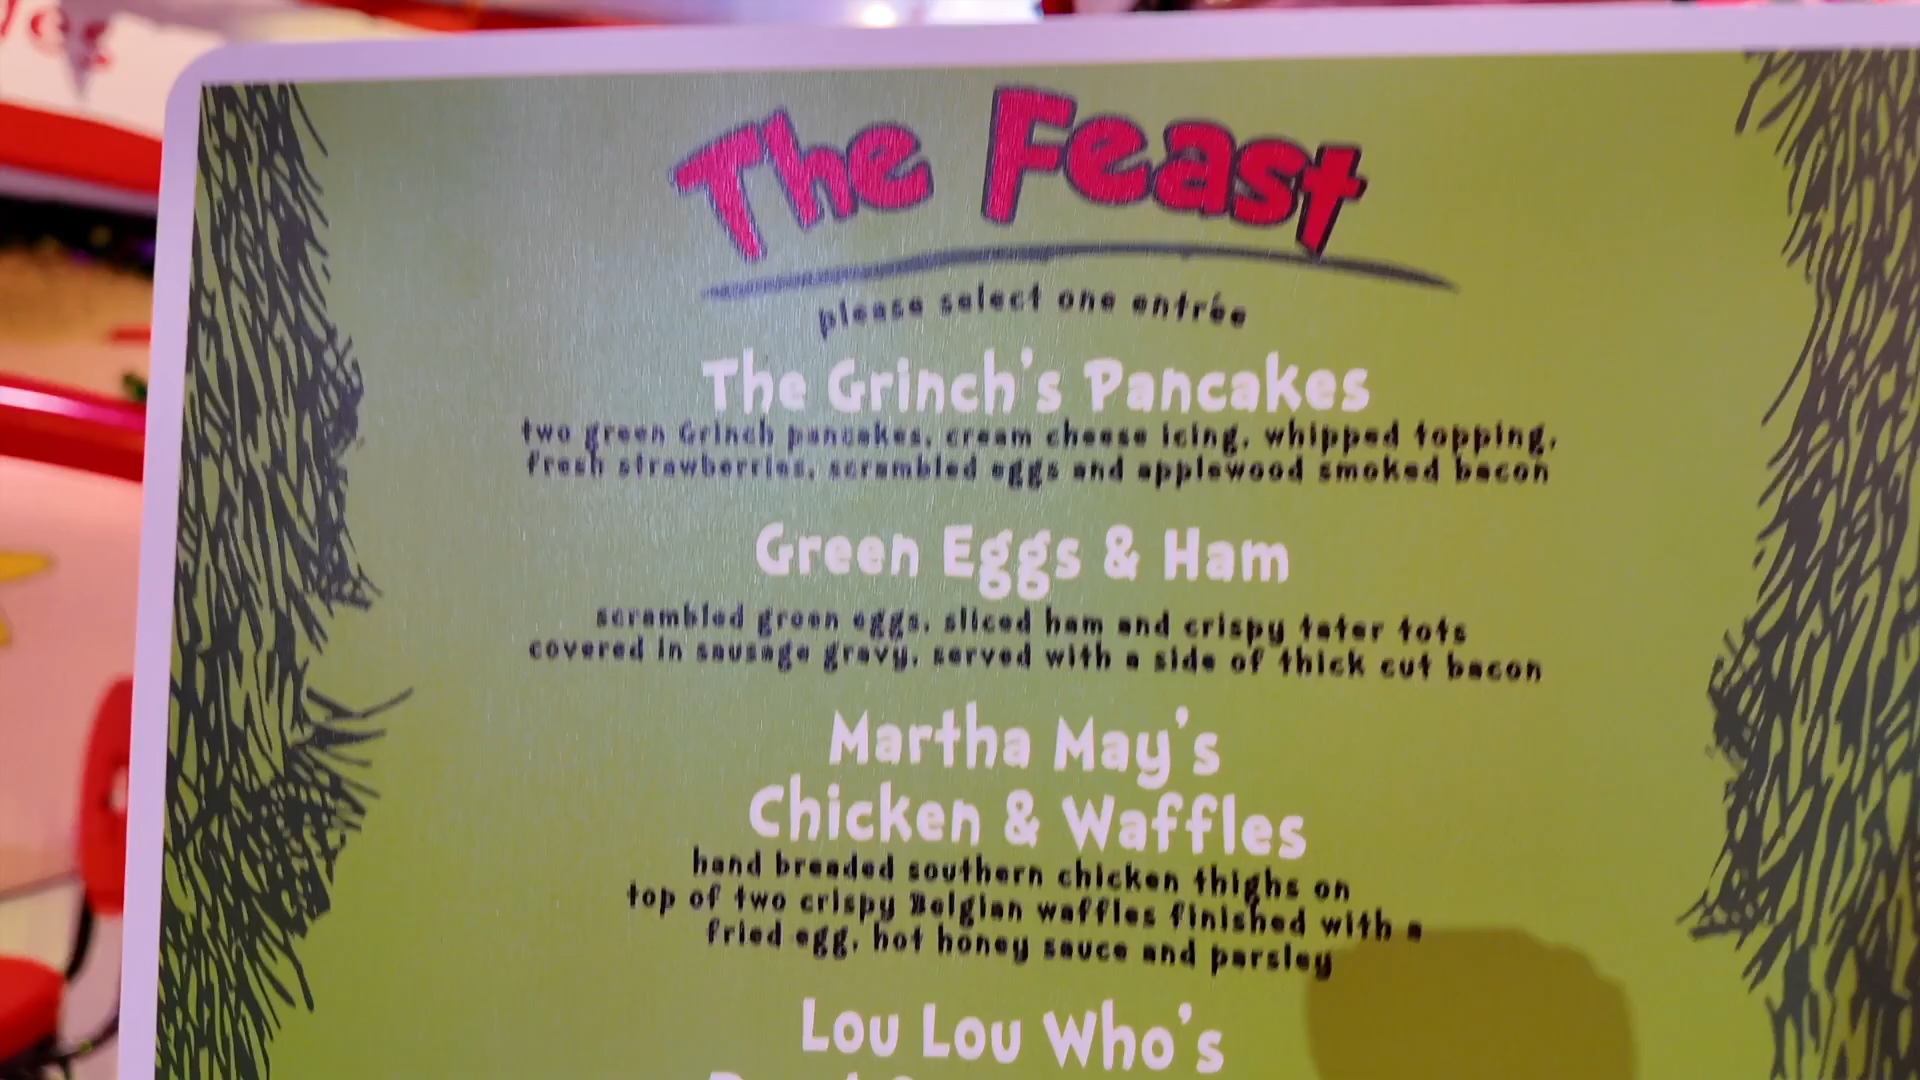 The Feast
please select one entrée
The Grinch's Pancakes
two green Grinch pancakes, cream cheese icing, whipped topping,
fresh strawberries, scrambled eggs and applewood smoked bacon
Green Eggs & Ham
scrambled green eggs, sliced ham and crispy tater tots
covered in sausage gravy, served with a side of thick cut bacon
Martha May's
Chicken & Waffles
hand breaded southern chicken thighs on
top of two crispy Belgian waffles finished with a
fried egg, hot honey sauce and parsley
Lou Lou Who's